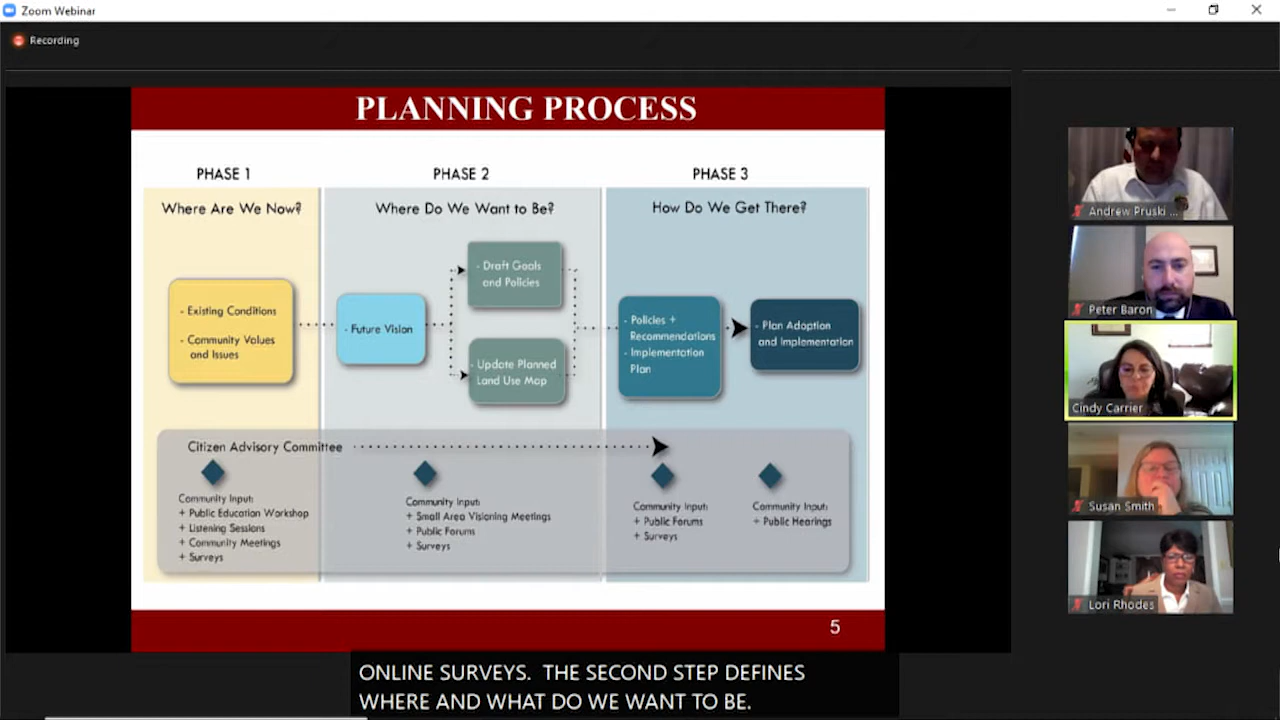 Zoom Webinar
Recording
PLANNING PROCESS
PHASE 1
PHASE 2
PHASE 3
Where Are We Now?
Where Do We Want to Be?
How Do We Get There?
- Existing Conditions
- Community Values
and Issues
- Future Vision
- Draft Goals
and Policies
- Update Planned
Land Use Map
- Policies +
Recommendations
- Implementation
Plan
- Plan Adoption
and Implementation
Citizen Advisory Committee
Community Input:
+ Public Education Workshop
+ Listening Sessions
+ Community Meetings
+ Surveys
Community Input:
+ Small Area Visioning Meetings
+ Public Forums
+ Surveys
Community Input:
+ Public Forums
+ Surveys
Community Input:
+ Public Hearings
5
Andrew Pruski ...
Peter Baron
Cindy Carrier
Susan Smith
Lori Rhodes
ONLINE SURVEYS. THE SECOND STEP DEFINES
WHERE AND WHAT DO WE WANT TO BE.